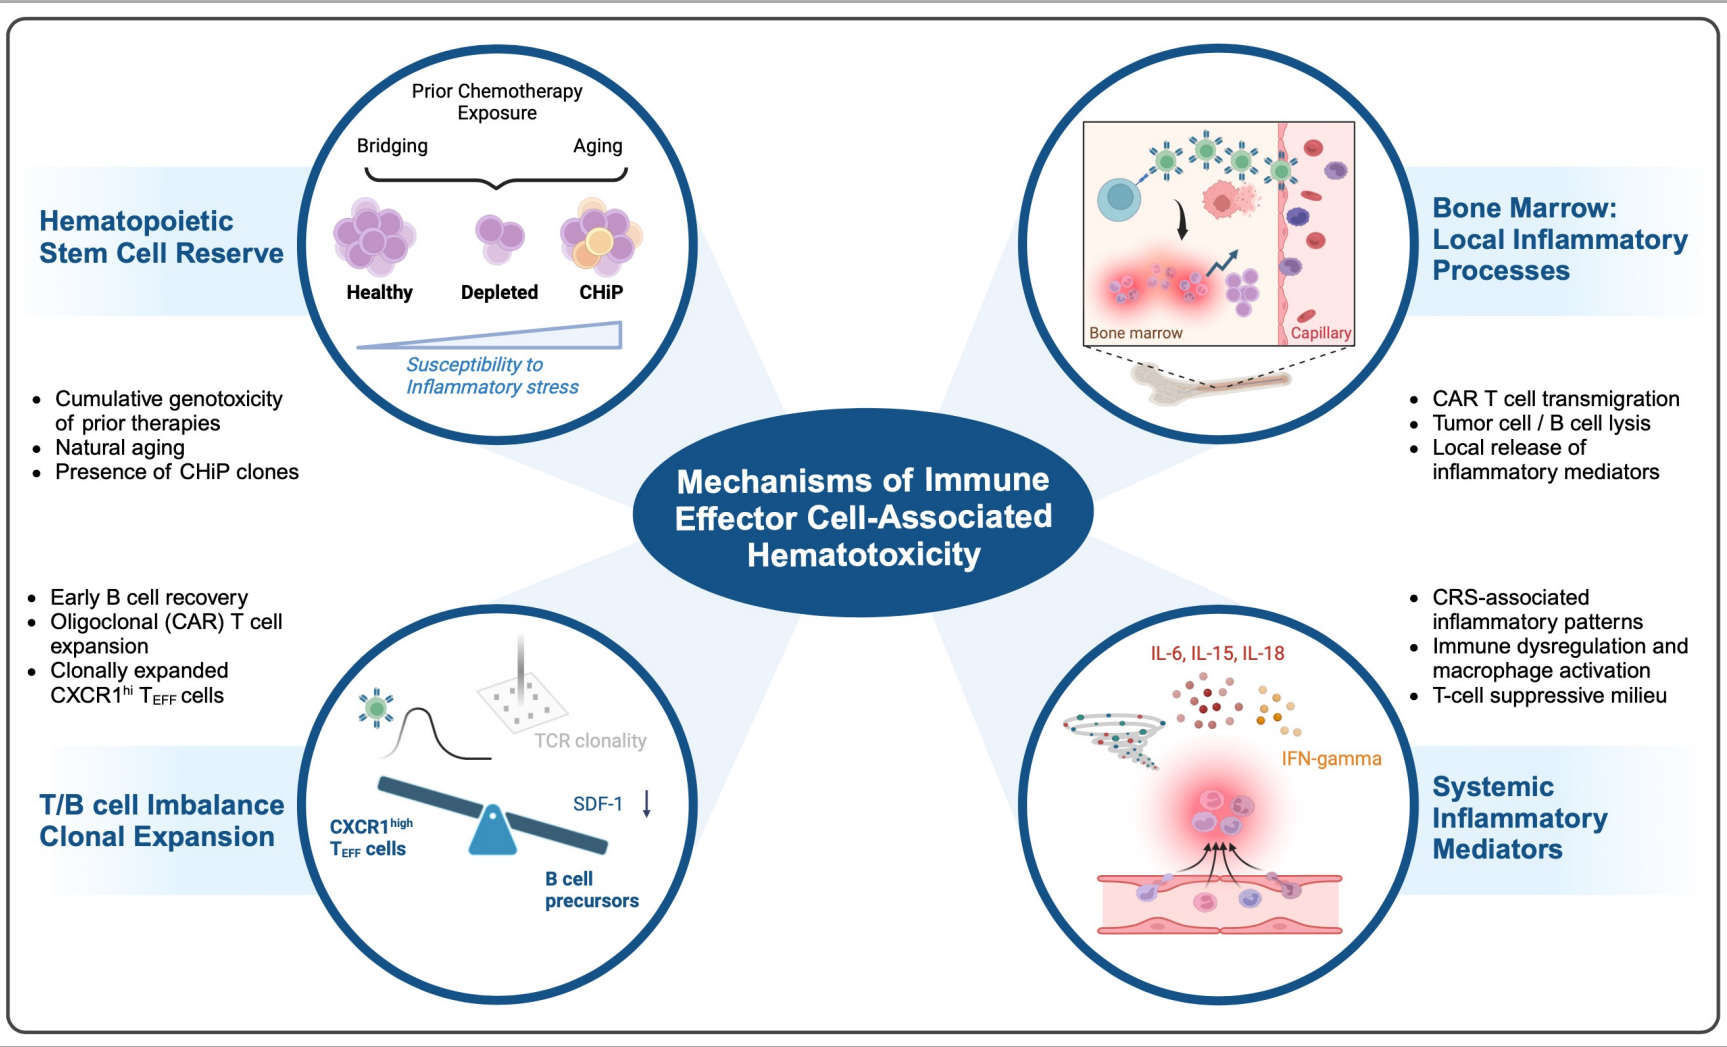 Prior Chemotherapy
Exposure
Bridging
Aging
Healthy
Depleted
CHiP
Susceptibility to
Inflammatory stress
Hematopoietic
Stem Cell Reserve
• Cumulative genotoxicity
of prior therapies
• Natural aging
• Presence of CHiP clones
Bone marrow
Capillary
Bone Marrow:
Local Inflammatory
Processes
• CAR T cell transmigration
• Tumor cell / B cell lysis
• Local release of
inflammatory mediators
Mechanisms of Immune
Effector Cell-Associated
Hematotoxicity
• Early B cell recovery
• Oligoclonal (CAR) T cell
expansion
• Clonally expanded
CXCR1hi TEFF cells
T/B cell Imbalance
Clonal Expansion
TCR clonality
SDF-1
CXCR1high
TEFF cells
B cell
precursors
IL-6, IL-15, IL-18
IFN-gamma
• CRS-associated
inflammatory patterns
• Immune dysregulation and
macrophage activation
• T-cell suppressive milieu
Systemic
Inflammatory
Mediators